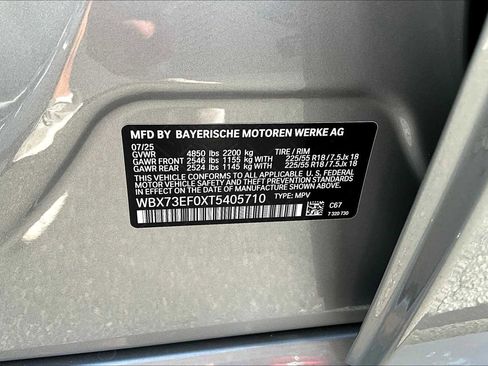 MFD BY BAYERISCHE MOTOREN WERKE AG
07/25
GVWR 4850 lbs 2200 kg TIRE / RIM
GAWR FRONT 2546 lbs 1155 kg WITH 225/55 R18 / 7.5Jx 18
GAWR REAR 2524 lbs 1145 kg WITH 225/55 R18 / 7.5Jx 18
THIS VEHICLE CONFORMS TO ALL APPLICABLE U.S. FEDERAL
MOTOR VEHICLE SAFETY AND THEFT PREVENTION STANDARDS
IN EFFECT ON THE DATE OF MANUFACTURE SHOWN ABOVE.
WBX73EF0XT5405710 TYPE: MPV
C67
7 320 730